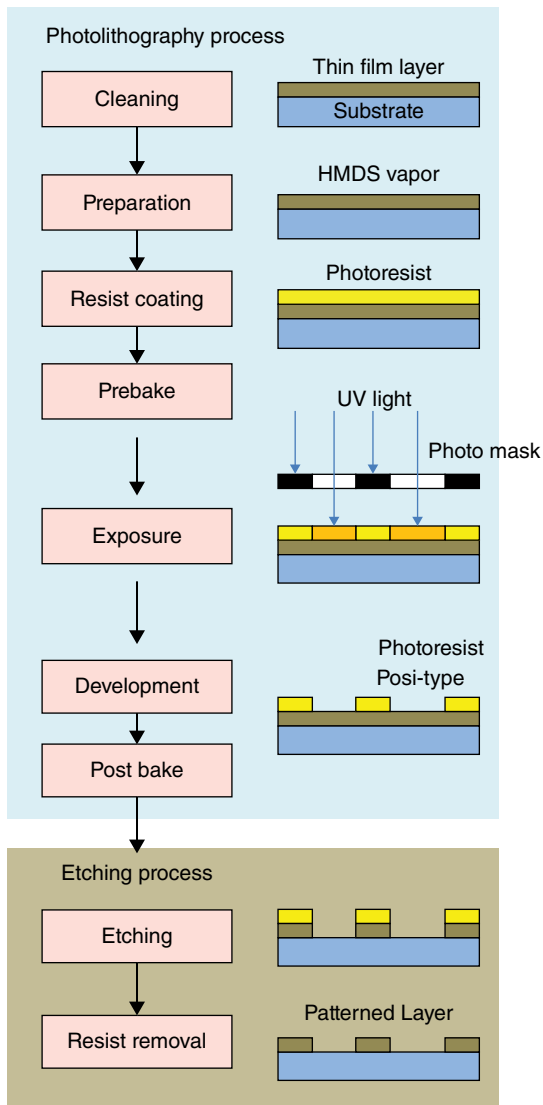 Photolithography process
Cleaning
Thin film layer
Substrate
Preparation
HMDS vapor
Resist coating
Photoresist
Prebake
UV light
Photo mask
Exposure
Development
Photoresist
Posi-type
Post bake
Etching process
Etching
Resist removal
Patterned Layer